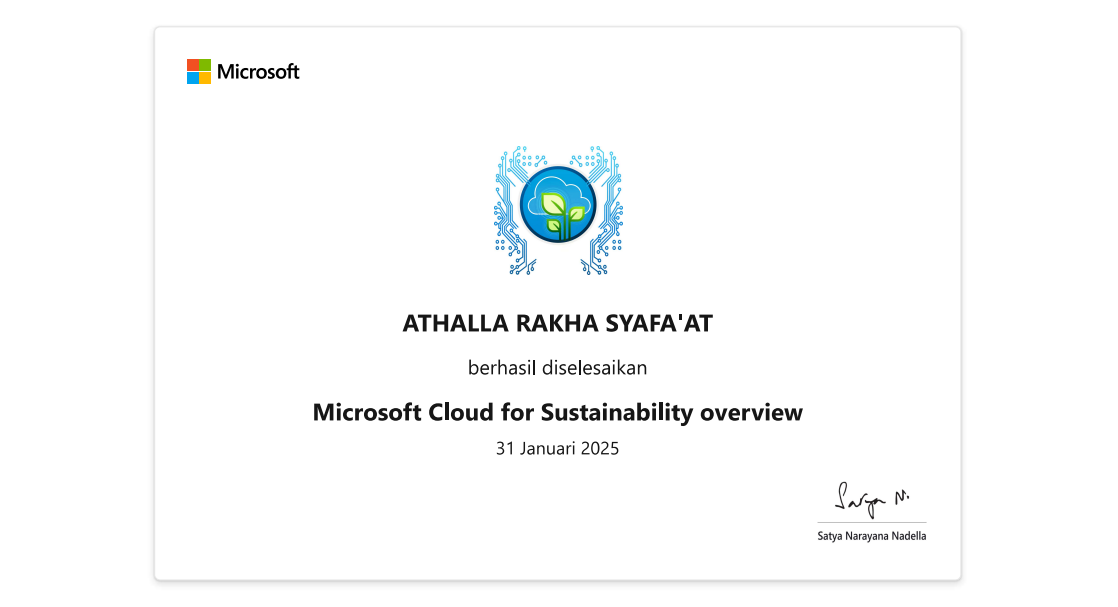 Microsoft
ATHALLA RAKHA SYAFA'AT
berhasil diselesaikan
Microsoft Cloud for Sustainability overview
31 Januari 2025
Satya N.
Satya Narayana Nadella